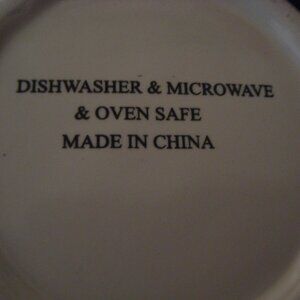 DISHWASHER & MICROWAVE
& OVEN SAFE
MADE IN CHINA